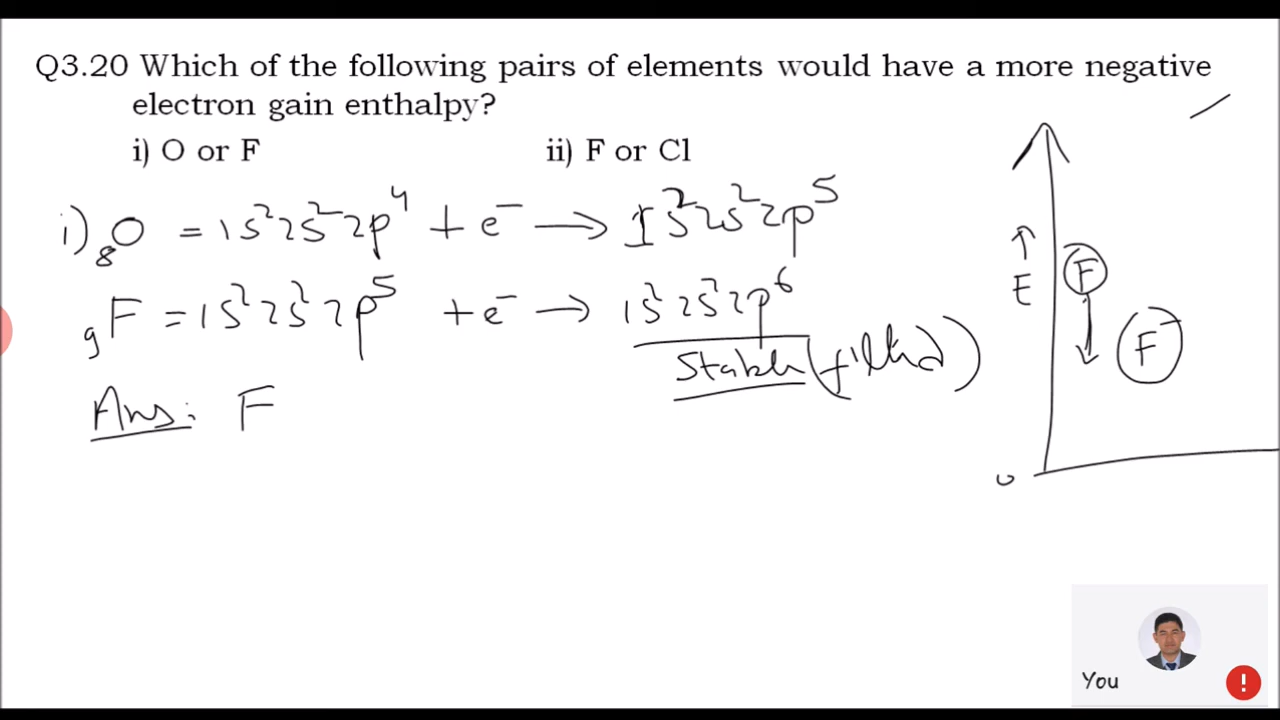 Q3.20 Which of the following pairs of elements would have a more negative
electron gain enthalpy?
i) O or F ii) F or Cl
i) ₈O = 1s² 2s² 2p⁴ + e⁻ → 1s² 2s² 2p⁵
₉F = 1s² 2s² 2p⁵ + e⁻ → 1s² 2s² 2p⁶
Stable (filled)
Ans: F
↑
E
F
F⁻
0
You
!